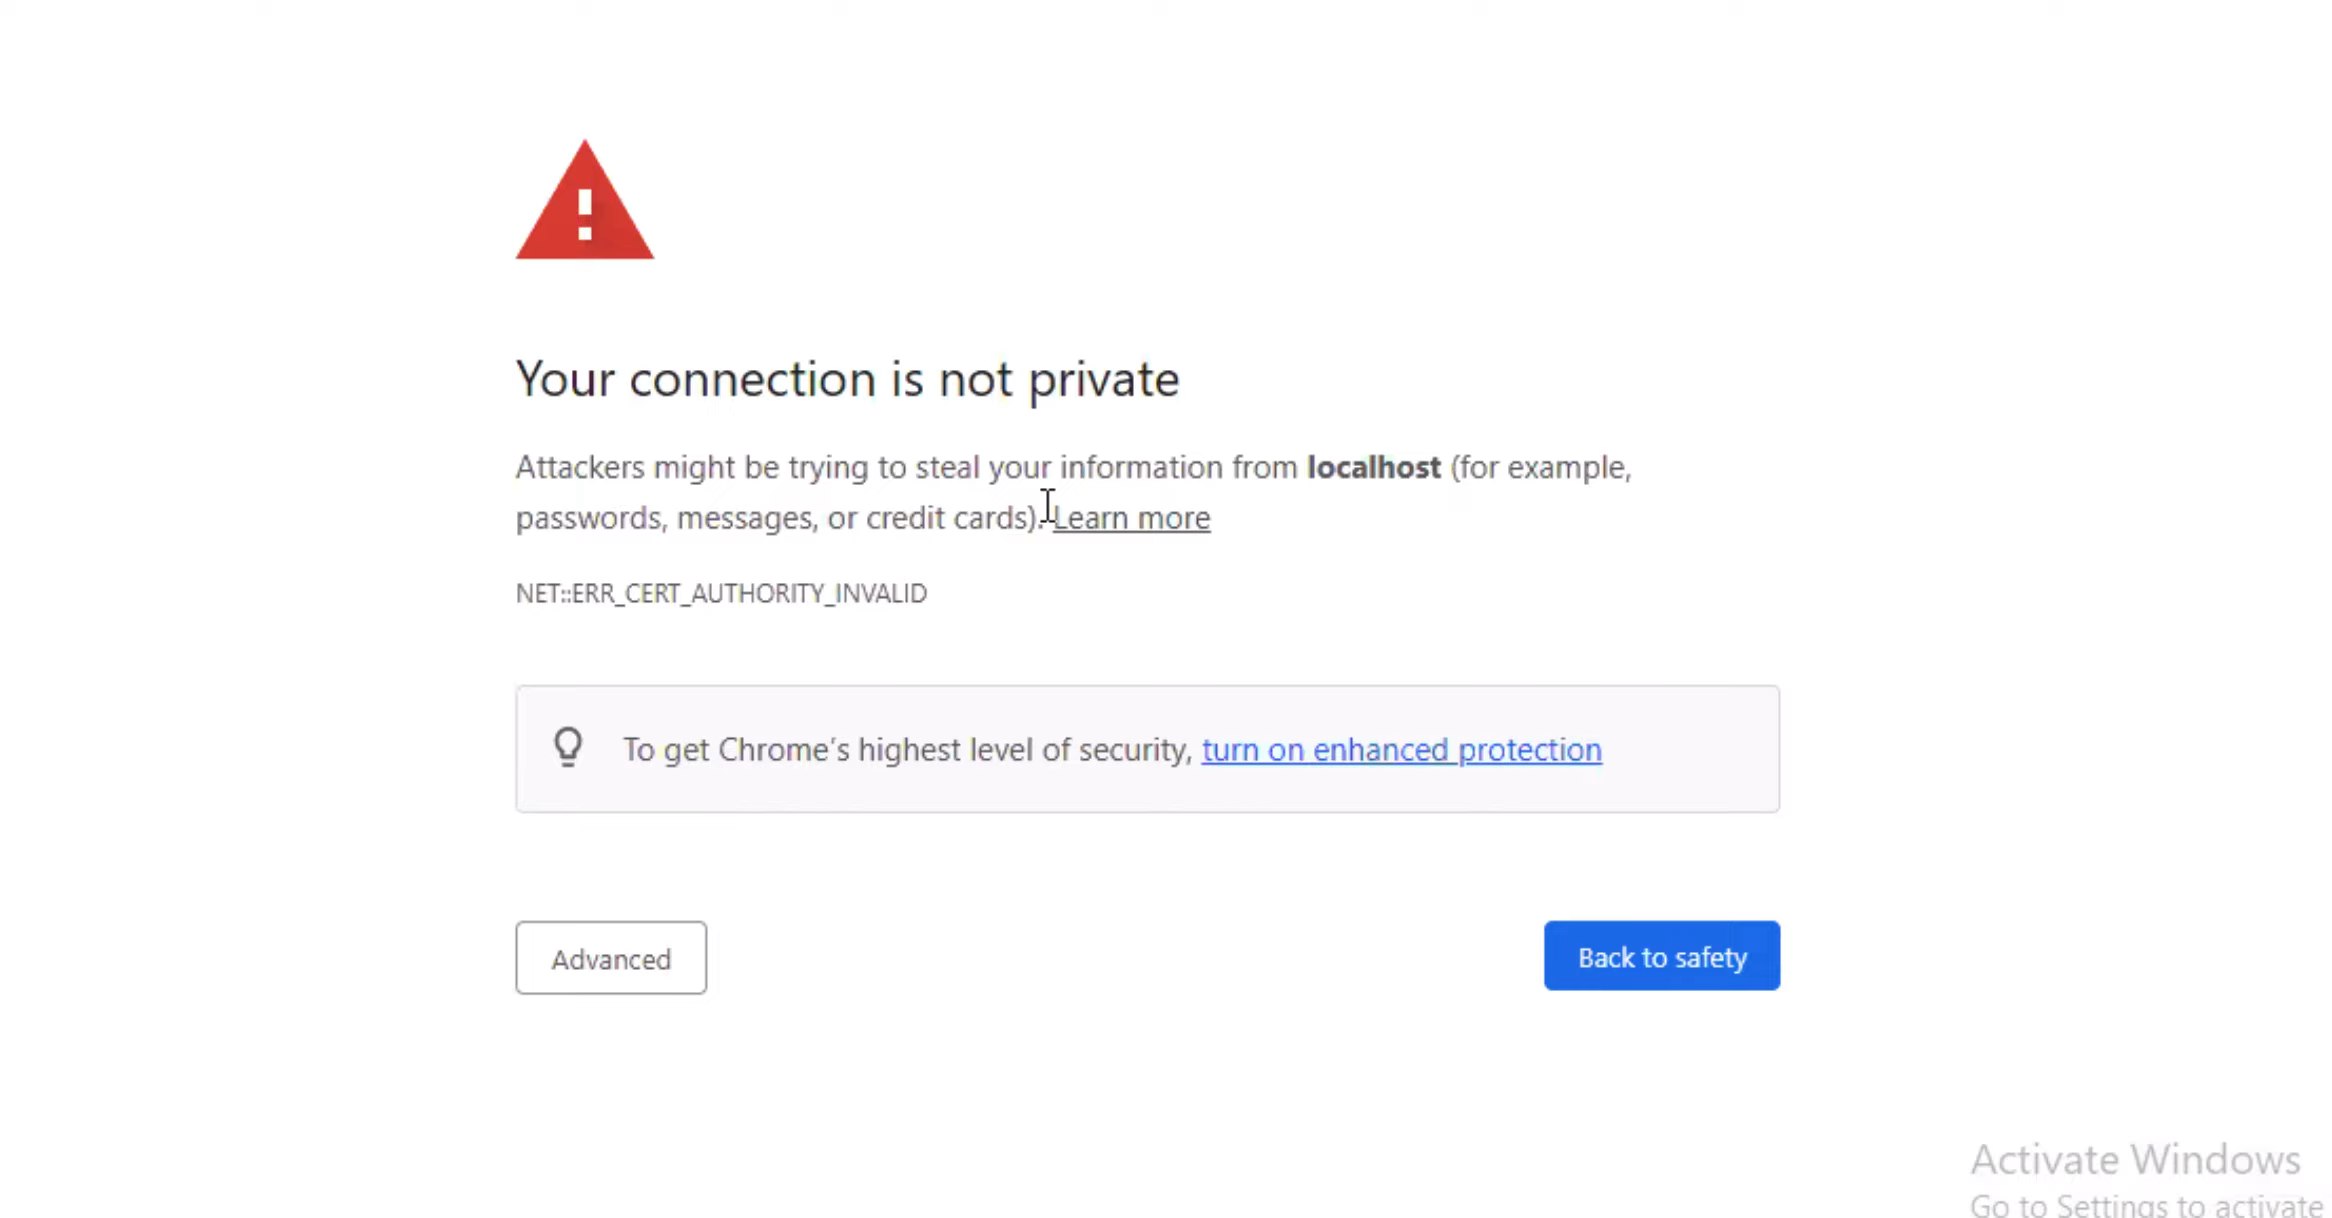 Your connection is not private
Attackers might be trying to steal your information from localhost (for example,
passwords, messages, or credit cards). Learn more
NET::ERR_CERT_AUTHORITY_INVALID
To get Chrome's highest level of security, turn on enhanced protection
Advanced
Back to safety
Activate Windows
Go to Settings to activate